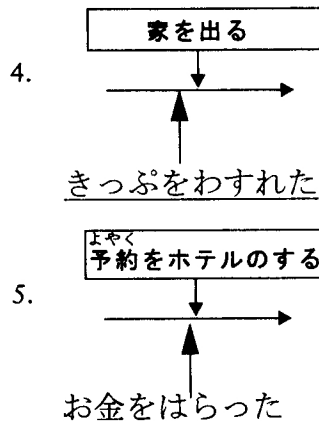 家を出る
4.
きっぷをわすれた
よやく
予約をホテルのする
5.
お金をはらった